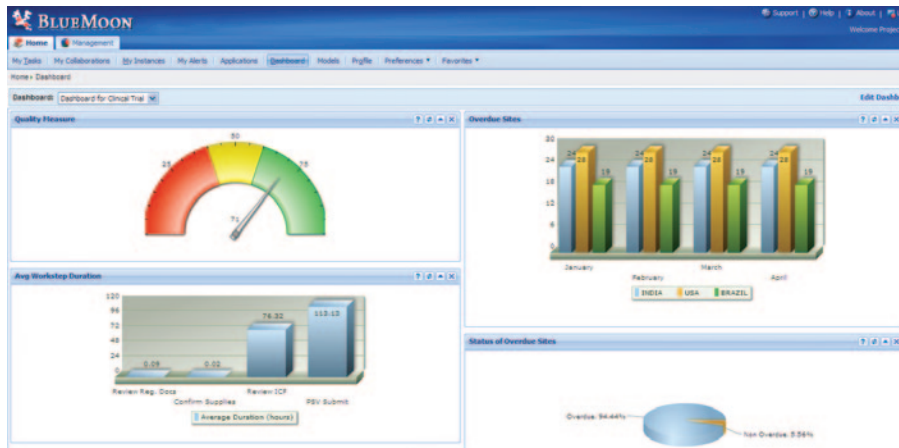 BLUEMOON
Support | Help | About |
Welcome Projec
Home Management
My Tasks My Collaborations My Instances My Alerts Applications Dashboard Models Profile Preferences Favorites
Home > Dashboard
Dashboard: Dashboard for Clinical Trial
Edit Dashb
Quality Measure
25 50 75
71
Overdue Sites
30
24
18
12
6
0
24 28 19 24 28 19 24 28 19 24 28 19
January
February
March
April
INDIA USA BRAZIL
Avg Workstep Duration
120
96
72
48
24
0
0.09 0.02 76.32 113.13
Review Reg. Docs
Confirm Supplies
Review ICF
PSV Submit
Average Duration (hours)
Status of Overdue Sites
Overdue, 94.44%
Non Overdue, 5.56%